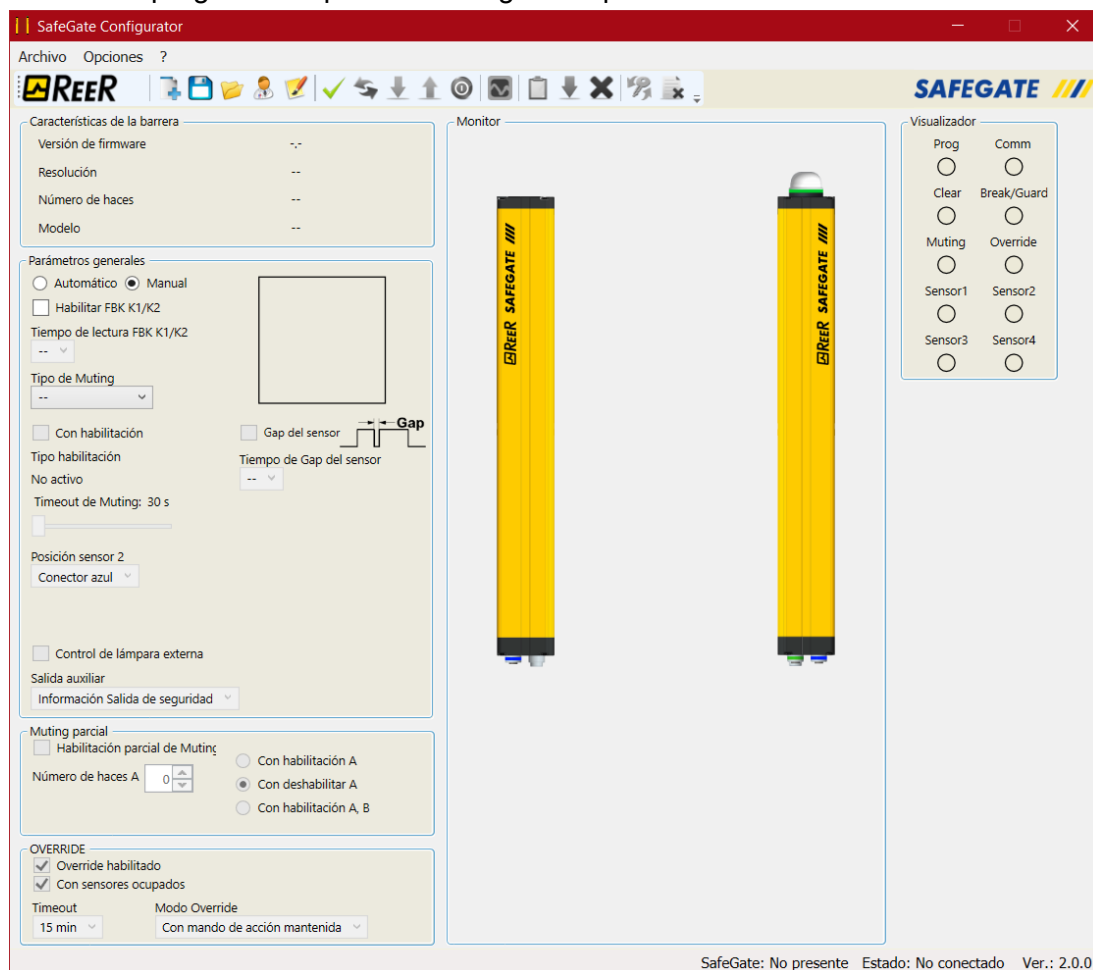 SafeGate Configurator
Archivo Opciones ?
REER
SAFEGATE
Características de la barrera
Versión de firmware -.-
Resolución --
Número de haces --
Modelo --
Parámetros generales
Automático Manual
Habilitar FBK K1/K2
Tiempo de lectura FBK K1/K2
--
Tipo de Muting
--
Con habilitación
Gap del sensor
Gap
Tipo habilitación
Tiempo de Gap del sensor
No activo
--
Timeout de Muting: 30 s
Posición sensor 2
Conector azul
Control de lámpara externa
Salida auxiliar
Información Salida de seguridad
Muting parcial
Habilitación parcial de Muting
Número de haces A 0
Con habilitación A
Con deshabilitar A
Con habilitación A, B
OVERRIDE
Override habilitado
Con sensores ocupados
Timeout Modo Override
15 min Con mando de acción mantenida
Monitor
REER SAFEGATE
REER SAFEGATE
Visualizador
Prog Comm
Clear Break/Guard
Muting Override
Sensor1 Sensor2
Sensor3 Sensor4
SafeGate: No presente Estado: No conectado Ver.: 2.0.0